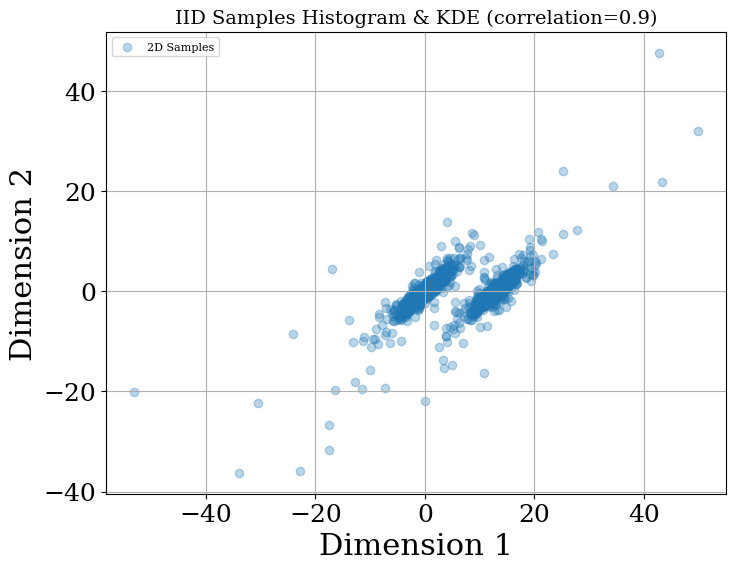 IID Samples Histogram & KDE (correlation=0.9)
2D Samples
40
20
0
−20
−40
Dimension 2
−40
−20
0
20
40
Dimension 1